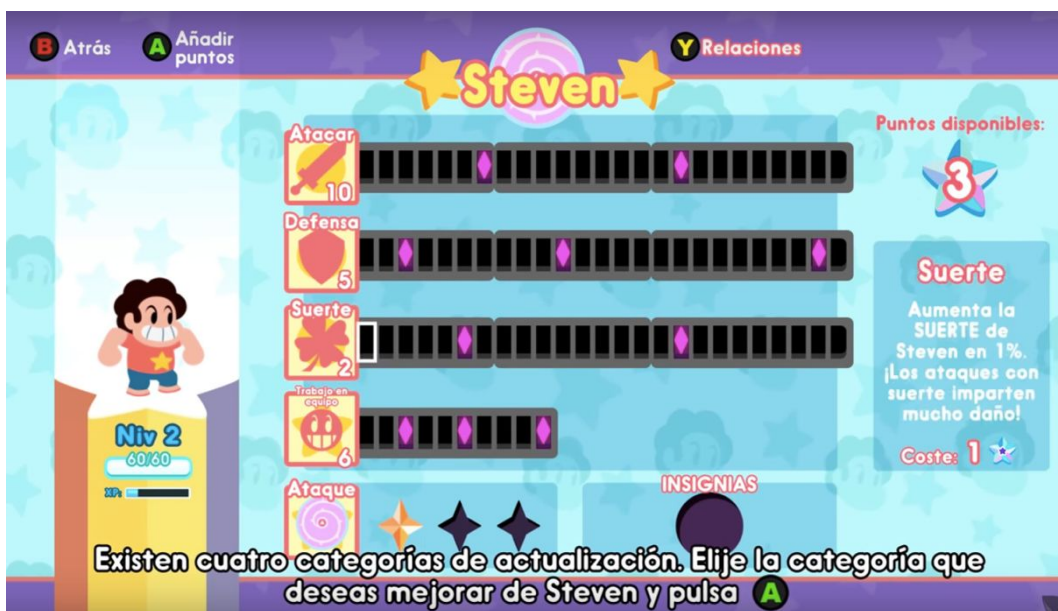 B Atrás
A Añadir
puntos
Steven
Y Relaciones
Atacar
10
Defensa
5
Suerte
2
Trabajo en
equipo
6
Ataque
INSIGNIAS
Puntos disponibles:
3
Suerte
Aumenta la
SUERTE de
Steven en 1%.
¡Los ataques con
suerte imparten
mucho daño!
Coste: 1
Niv 2
60/60
XP:
Existen cuatro categorías de actualización. Elije la categoría que
deseas mejorar de Steven y pulsa A